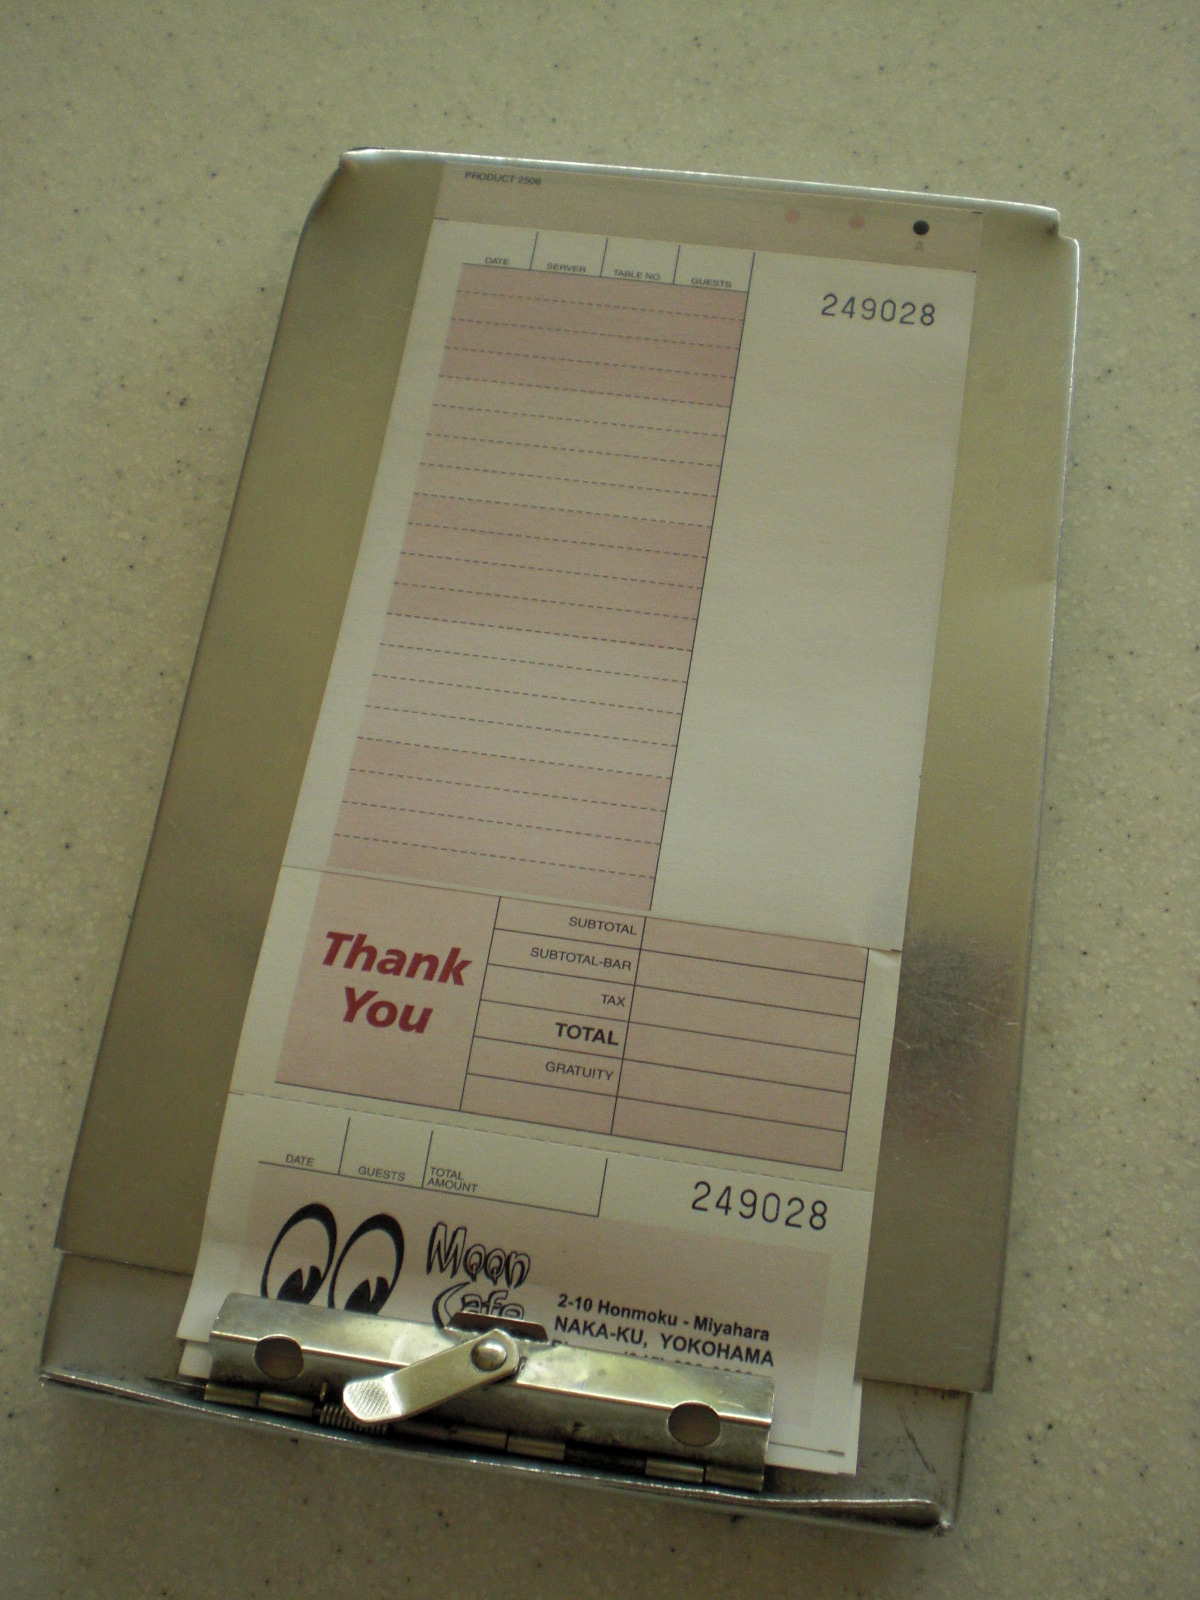 PRODUCT 2506
A
DATE SERVER TABLE NO. GUESTS
249028
SUBTOTAL
SUBTOTAL-BAR
TAX
TOTAL
GRATUITY
Thank
You
DATE GUESTS TOTAL AMOUNT
249028
Moon
Cafe
2-10 Honmoku - Miyahara
NAKA-KU, YOKOHAMA